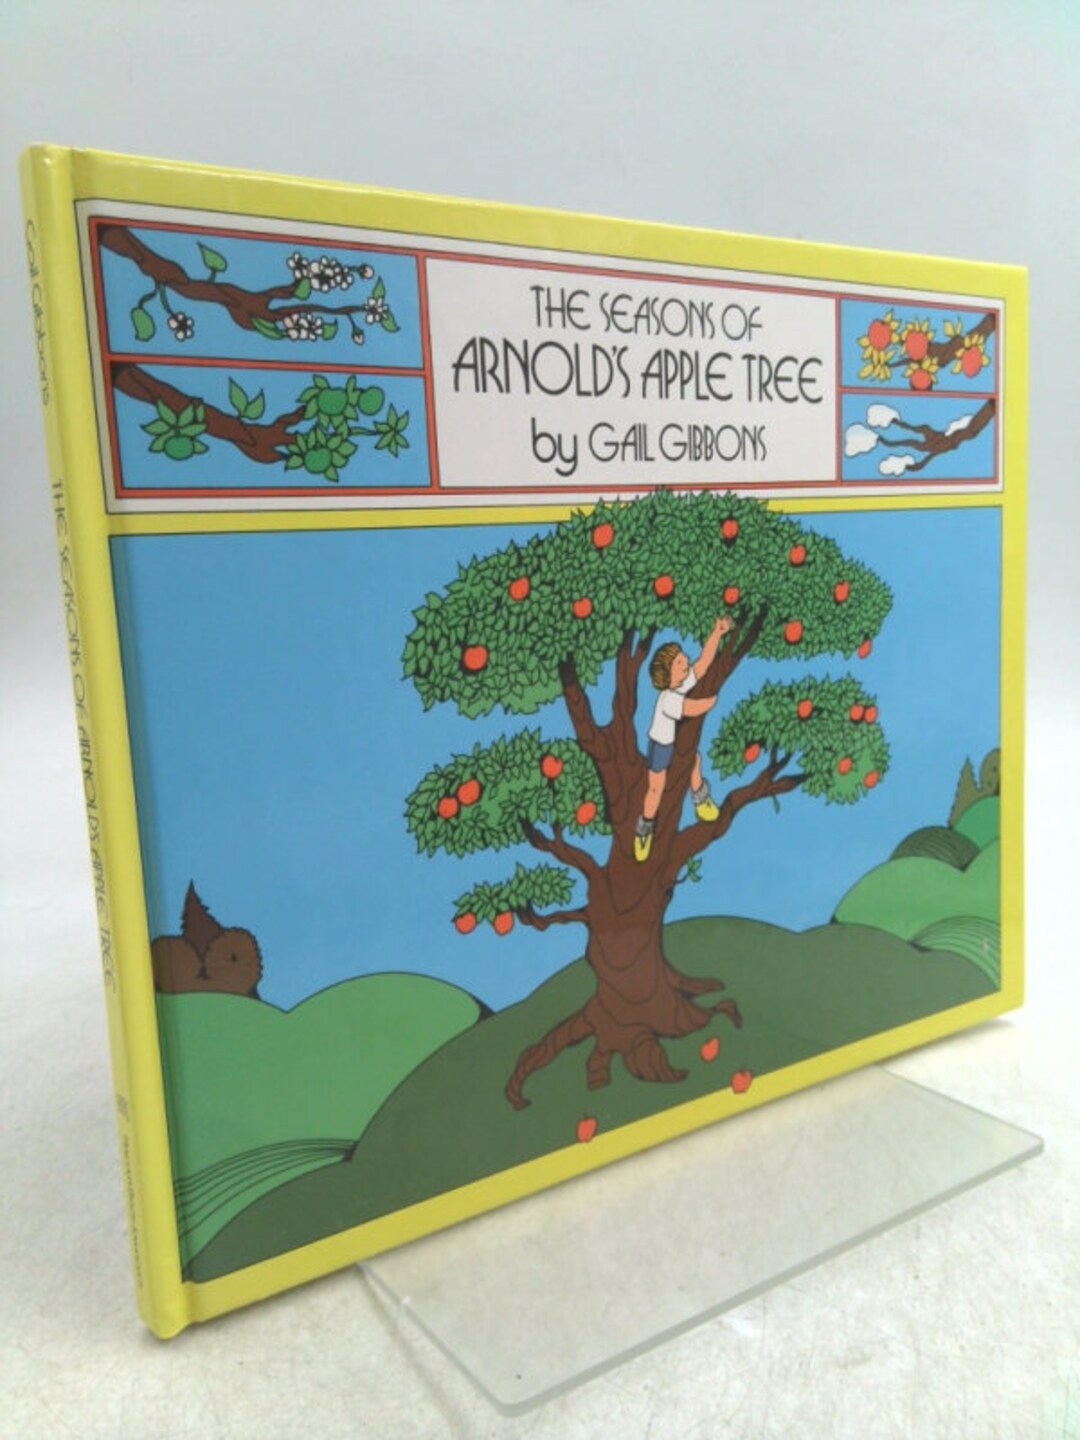 THE SEASONS OF
ARNOLD'S APPLE TREE
by GAIL GIBBONS
Gail Gibbons
THE SEASONS OF ARNOLD'S APPLE TREE